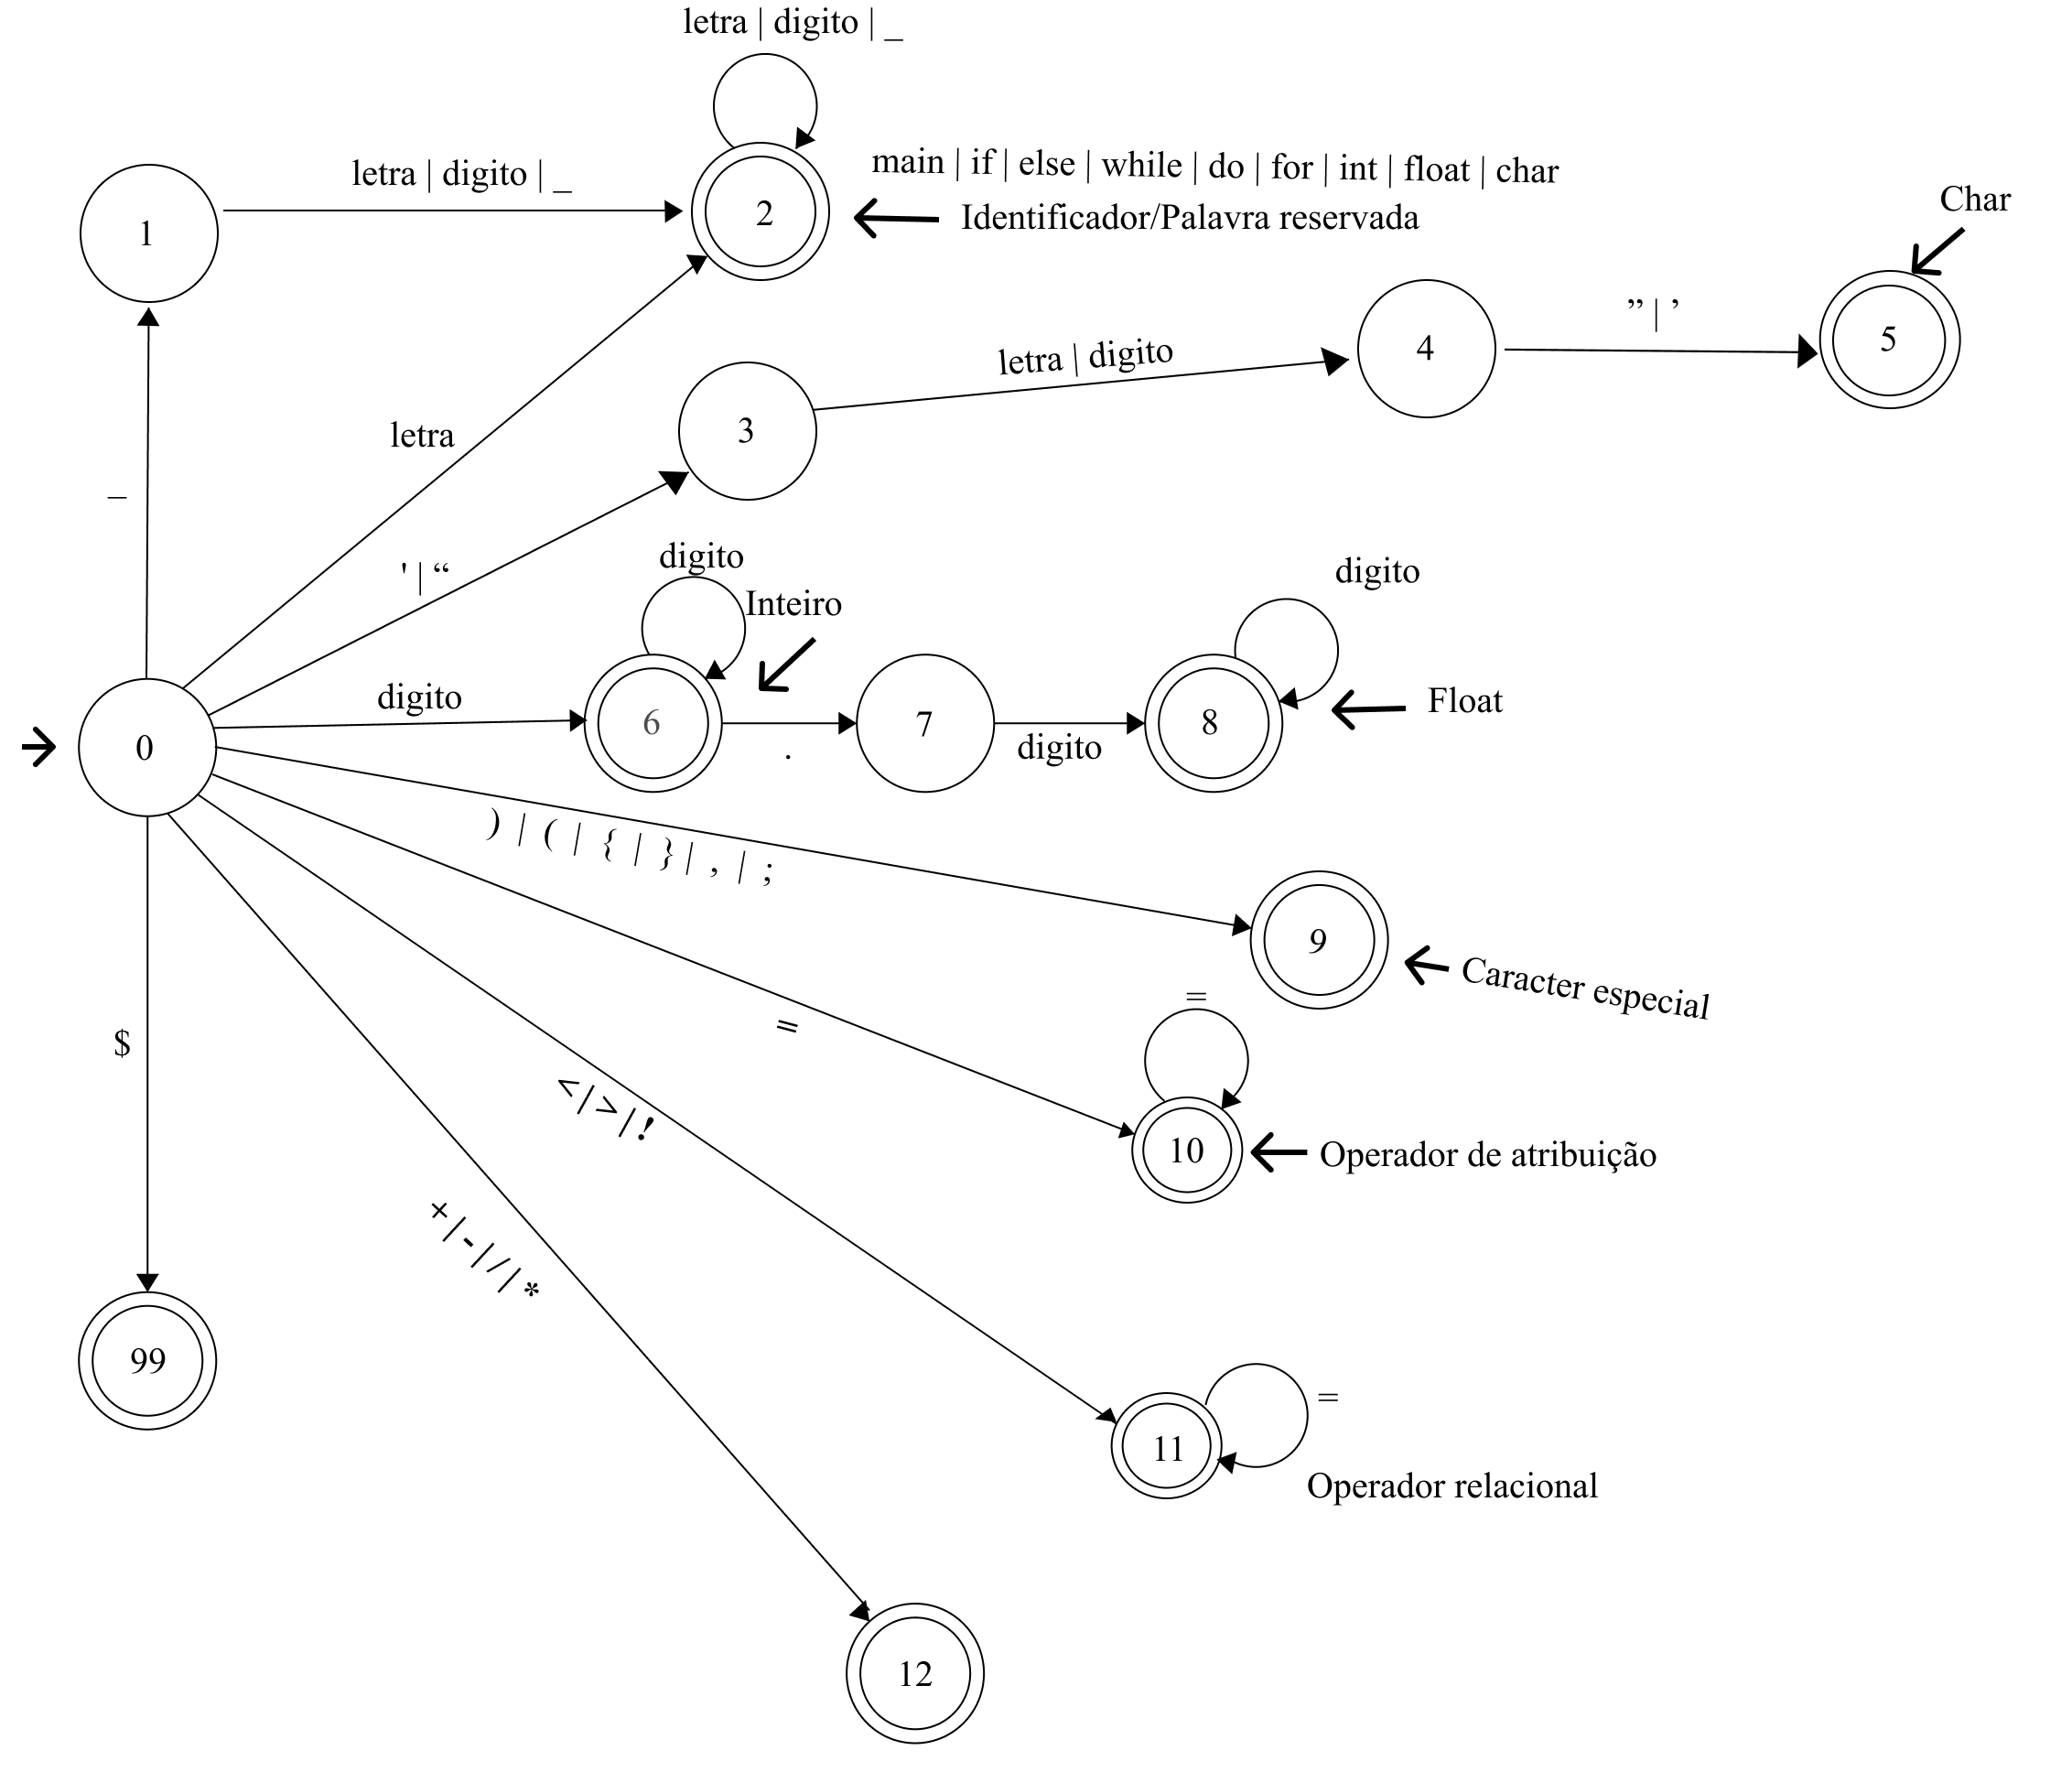 letra | digito | _
letra | digito | _
main | if | else | while | do | for | int | float | char
1
2
Identificador/Palavra reservada
Char
” | ’
letra | digito
4
5
letra
3
_
' | “
digito
Inteiro
digito
digito
6
7
8
Float
0
.
digito
) | ( | { | } | , | ;
9
Caracter especial
=
=
$
<|>|!
10
Operador de atribuição
+|-|/|*
99
=
11
Operador relacional
12